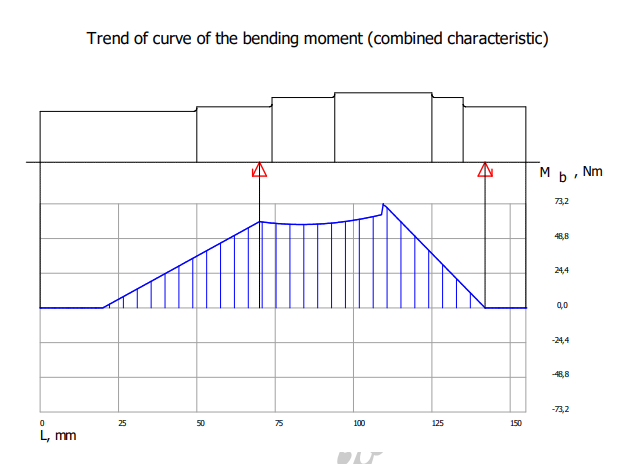 Trend of curve of the bending moment (combined characteristic)
M b , Nm
73,2
48,8
24,4
0,0
-24,4
-48,8
-73,2
0 25 50 75 100 125 150
L, mm